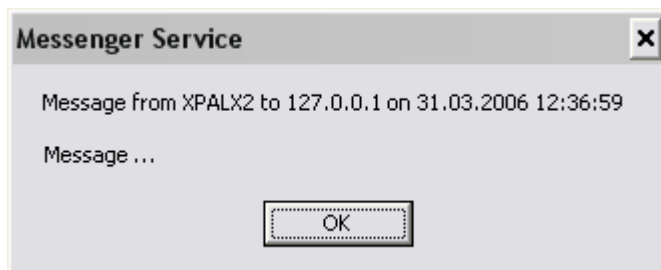 Messenger Service
Message from XPALX2 to 127.0.0.1 on 31.03.2006 12:36:59
Message ...
OK